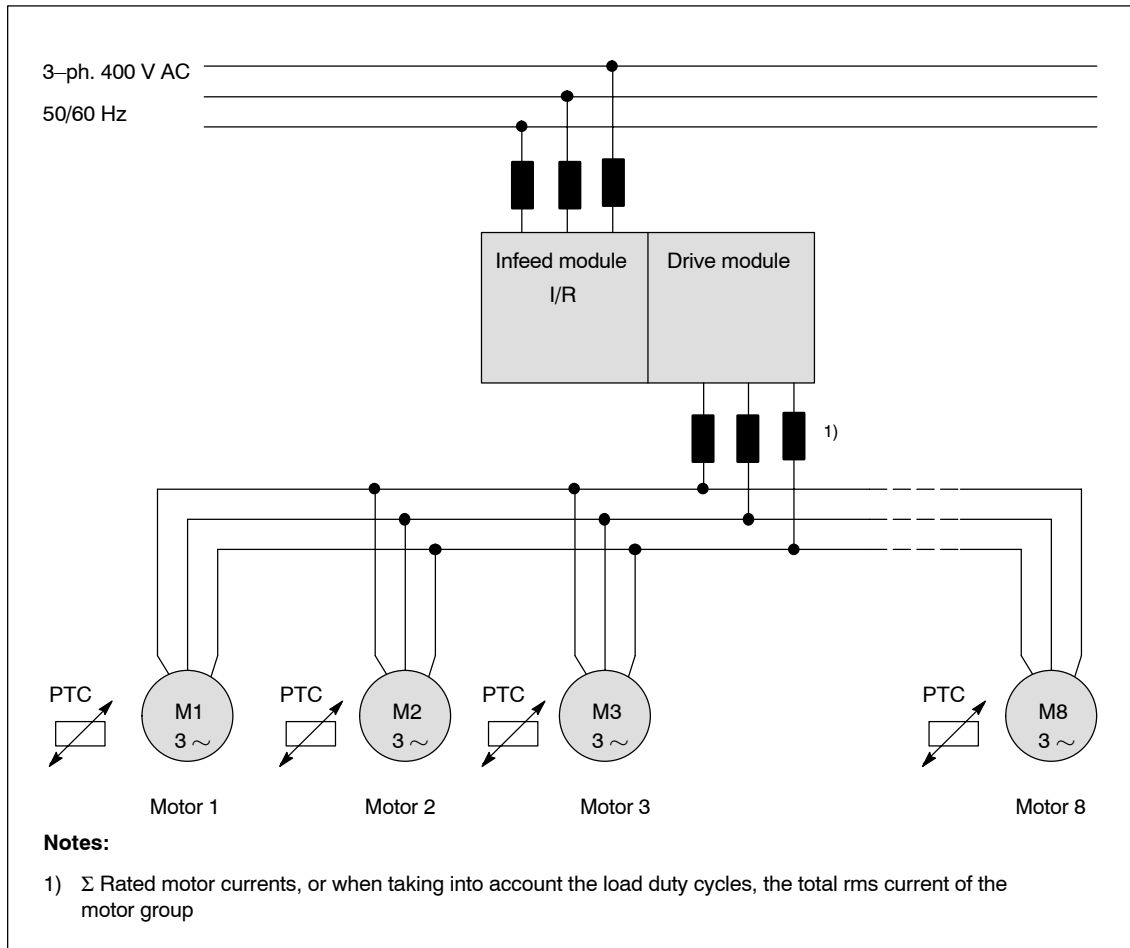 3–ph. 400 V AC
50/60 Hz
Infeed module
I/R
Drive module
1)
PTC
M1
3 ~
Motor 1
PTC
M2
3 ~
Motor 2
PTC
M3
3 ~
Motor 3
PTC
M8
3 ~
Motor 8
Notes:
1) Σ Rated motor currents, or when taking into account the load duty cycles, the total rms current of the
motor group